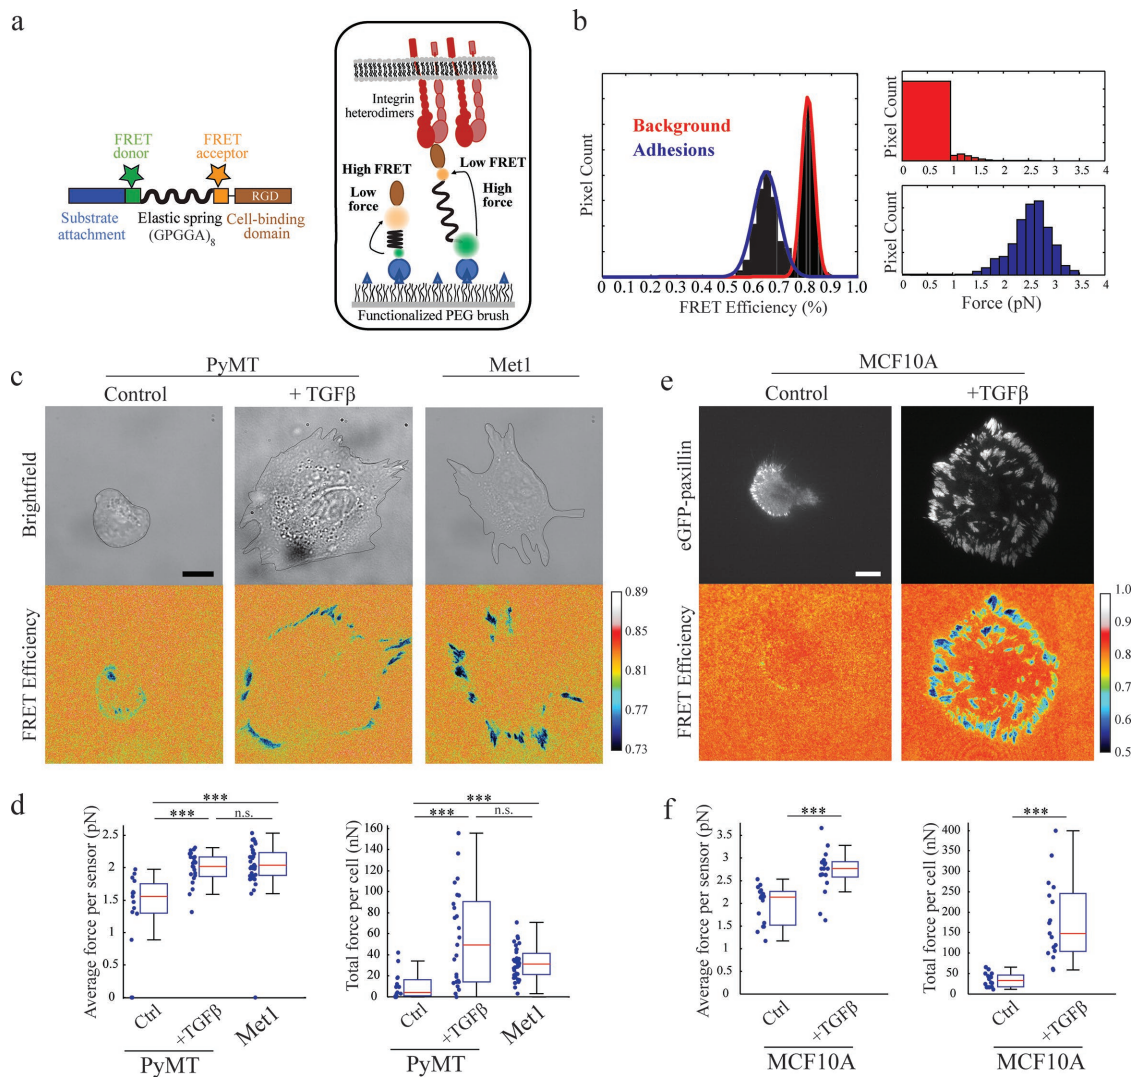 a
FRET
donor
FRET
acceptor
RGD
Substrate
attachment
Elastic spring
(GPGGA)8
Cell-binding
domain
Integrin
heterodimers
High FRET
Low FRET
Low
force
High
force
Functionalized PEG brush
b
Background
Adhesions
Pixel Count
0 0.1 0.2 0.3 0.4 0.5 0.6 0.7 0.8 0.9 1.0
FRET Efficiency (%)
Pixel Count
0 0.5 1 1.5 2 2.5 3 3.5 4
Pixel Count
0 0.5 1 1.5 2 2.5 3 3.5 4
Force (pN)
c
PyMT
Met1
Control
+ TGFβ
Brightfield
FRET Efficiency
0.89
0.85
0.81
0.77
0.73
e
MCF10A
Control
+TGFβ
eGFP-paxillin
FRET Efficiency
1.0
0.9
0.8
0.7
0.6
0.5
d
Average force per sensor (pN)
2.5
2
1.5
1
0.5
0
***
***
n.s.
Ctrl
+TGFβ
Met1
PyMT
Total force per cell (nN)
160
140
120
100
80
60
40
20
0
***
***
n.s.
Ctrl
+TGFβ
Met1
PyMT
f
Average force per sensor (pN)
3.5
3
2.5
2
1.5
1
0.5
0
***
Ctrl
+TGFβ
MCF10A
Total force per cell (nN)
400
350
300
250
200
150
100
50
0
***
Ctrl
+TGFβ
MCF10A